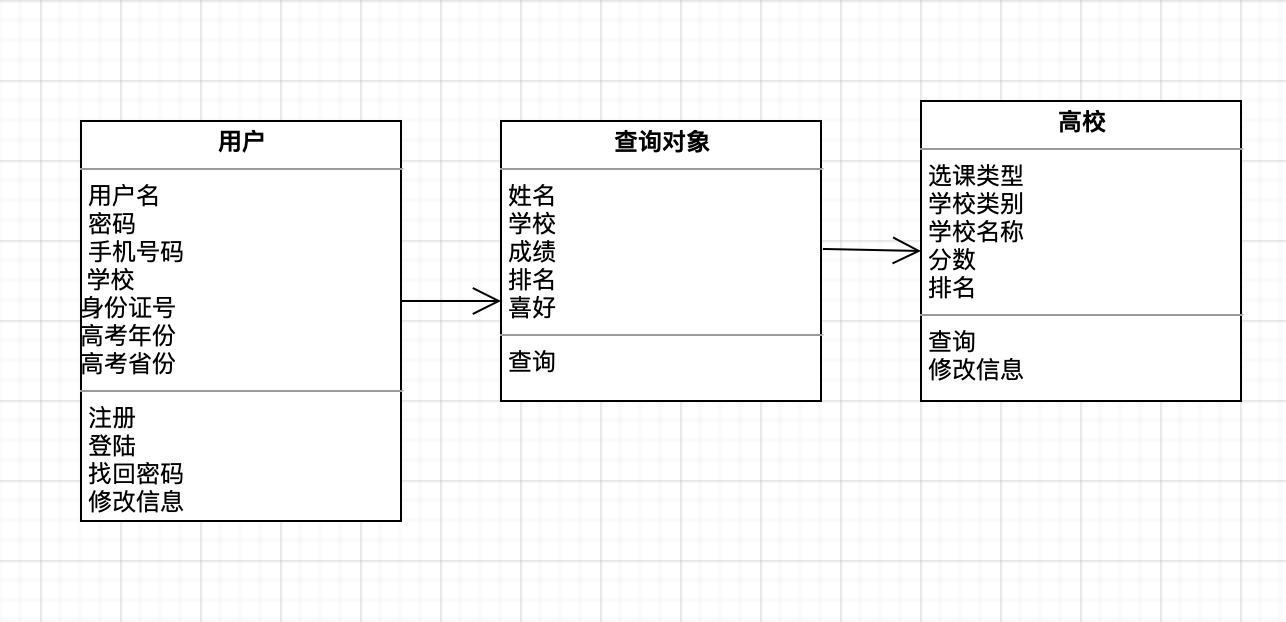 用户
用户名
密码
手机号码
学校
身份证号
高考年份
高考省份
注册
登陆
找回密码
修改信息
查询对象
姓名
学校
成绩
排名
喜好
查询
高校
选课类型
学校类别
学校名称
分数
排名
查询
修改信息